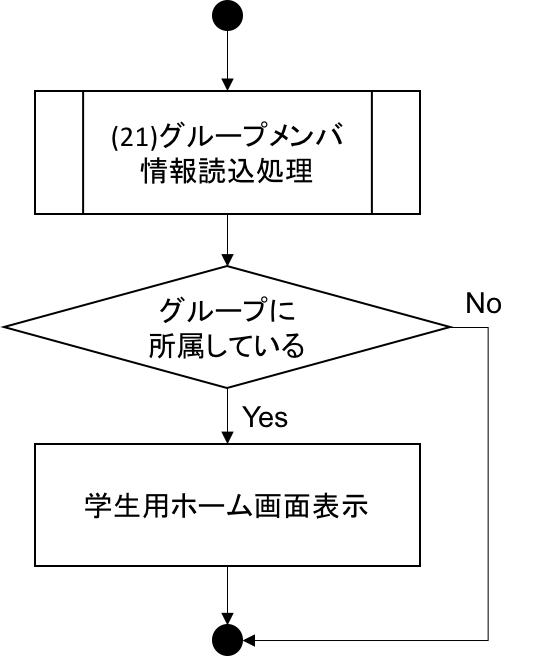 (21)グループメンバ
情報読込処理
グループに
所属している
No
Yes
学生用ホーム画面表示